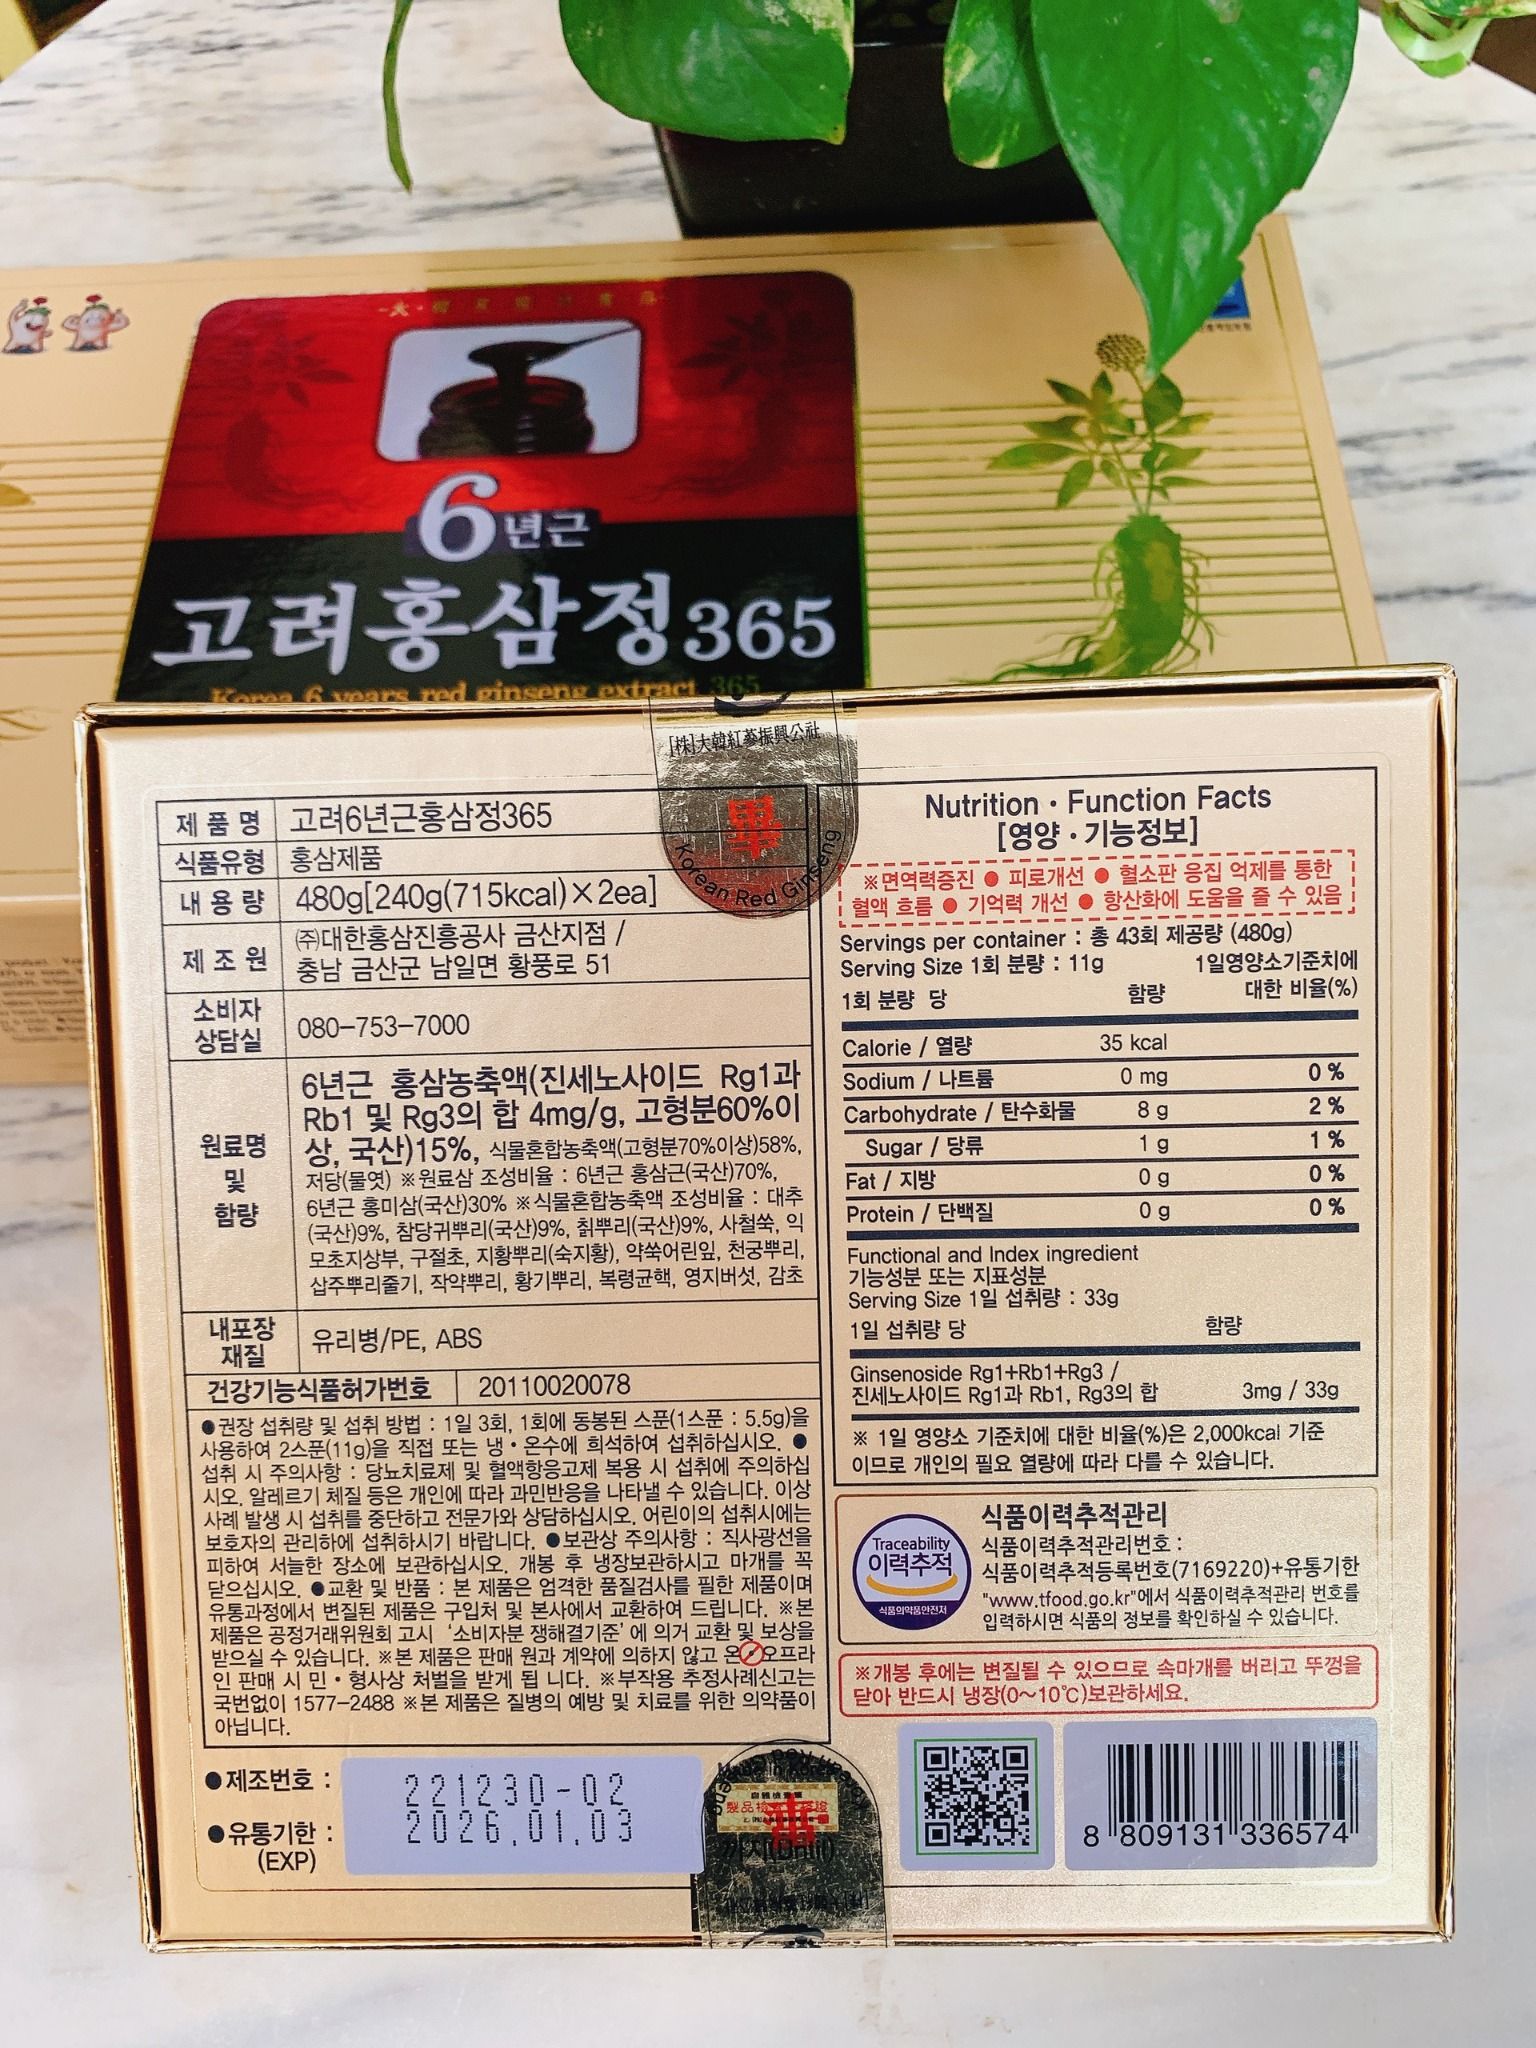 6년근
고려홍삼정365
Korea 6 years red ginseng extract 365
[株]大韓紅蔘振興公社
Korean Red Ginseng
제품명 고려6년근홍삼정365
식품유형 홍삼제품
내용량 480g[240g(715kcal)×2ea]
제조원 ㈜대한홍삼진흥공사 금산지점 /
충남 금산군 남일면 황풍로 51
소비자
상담실 080-753-7000
원료명
및
함량
6년근 홍삼농축액(진세노사이드 Rg1과
Rb1 및 Rg3의 합 4mg/g, 고형분60%이
상, 국산)15%, 식물혼합농축액(고형분70%이상)58%,
저당(물엿) ※원료삼 조성비율 : 6년근 홍삼근(국산)70%,
6년근 홍미삼(국산)30% ※식물혼합농축액 조성비율 : 대추
(국산)9%, 참당귀뿌리(국산)9%, 칡뿌리(국산)9%, 사철쑥, 익
모초지상부, 구절초, 지황뿌리(숙지황), 약쑥어린잎, 천궁뿌리,
삽주뿌리줄기, 작약뿌리, 황기뿌리, 복령균핵, 영지버섯, 감초
내포장
재질 유리병/PE, ABS
건강기능식품허가번호 20110020078
●권장 섭취량 및 섭취 방법 : 1일 3회, 1회에 동봉된 스푼(1스푼 : 5.5g)을
사용하여 2스푼(11g)을 직접 또는 냉・온수에 희석하여 섭취하십시오. ●
섭취 시 주의사항 : 당뇨치료제 및 혈액항응고제 복용 시 섭취에 주의하십
시오. 알레르기 체질 등은 개인에 따라 과민반응을 나타낼 수 있습니다. 이상
사례 발생 시 섭취를 중단하고 전문가와 상담하십시오. 어린이의 섭취시에는
보호자의 관리하에 섭취하시기 바랍니다. ●보관상 주의사항 : 직사광선을
피하여 서늘한 장소에 보관하십시오. 개봉 후 냉장보관하시고 마개를 꼭
닫으십시오. ●교환 및 반품 : 본 제품은 엄격한 품질검사를 필한 제품이며
유통과정에서 변질된 제품은 구입처 및 본사에서 교환하여 드립니다. ※본
제품은 공정거래위원회 고시 '소비자분 쟁해결기준' 에 의거 교환 및 보상을
받으실 수 있습니다. ※본 제품은 판매 원과 계약에 의하지 않고 온・오프라
인 판매 시 민・형사상 처벌을 받게 됩 니다. ※부작용 추정사례신고는
국번없이 1577-2488 ※본 제품은 질병의 예방 및 치료를 위한 의약품이
아닙니다.
●제조번호 : 221230-02
●유통기한 : 2026.01.03
(EXP)
까지(Until)
Nutrition・Function Facts
[영양・기능정보]
※면역력증진 ● 피로개선 ● 혈소판 응집 억제를 통한
혈액 흐름 ● 기억력 개선 ● 항산화에 도움을 줄 수 있음
Servings per container : 총 43회 제공량 (480g)
Serving Size 1회 분량 : 11g 1일영양소기준치에
1회 분량 당 함량 대한 비율(%)
Calorie / 열량 35 kcal
Sodium / 나트륨 0 mg 0 %
Carbohydrate / 탄수화물 8 g 2 %
Sugar / 당류 1 g 1 %
Fat / 지방 0 g 0 %
Protein / 단백질 0 g 0 %
Functional and Index ingredient
기능성분 또는 지표성분
Serving Size 1일 섭취량 : 33g
1일 섭취량 당 함량
Ginsenoside Rg1+Rb1+Rg3 /
진세노사이드 Rg1과 Rb1, Rg3의 합 3mg / 33g
※ 1일 영양소 기준치에 대한 비율(%)은 2,000kcal 기준
이므로 개인의 필요 열량에 따라 다를 수 있습니다.
Traceability
이력추적
식품의약품안전처
식품이력추적관리
식품이력추적관리번호 :
식품이력추적등록번호(7169220)+유통기한
"www.tfood.go.kr"에서 식품이력추적관리 번호를
입력하시면 식품의 정보를 확인하실 수 있습니다.
※개봉 후에는 변질될 수 있으므로 속마개를 버리고 뚜껑을
닫아 반드시 냉장(0~10℃)보관하세요.
8 809131 336574